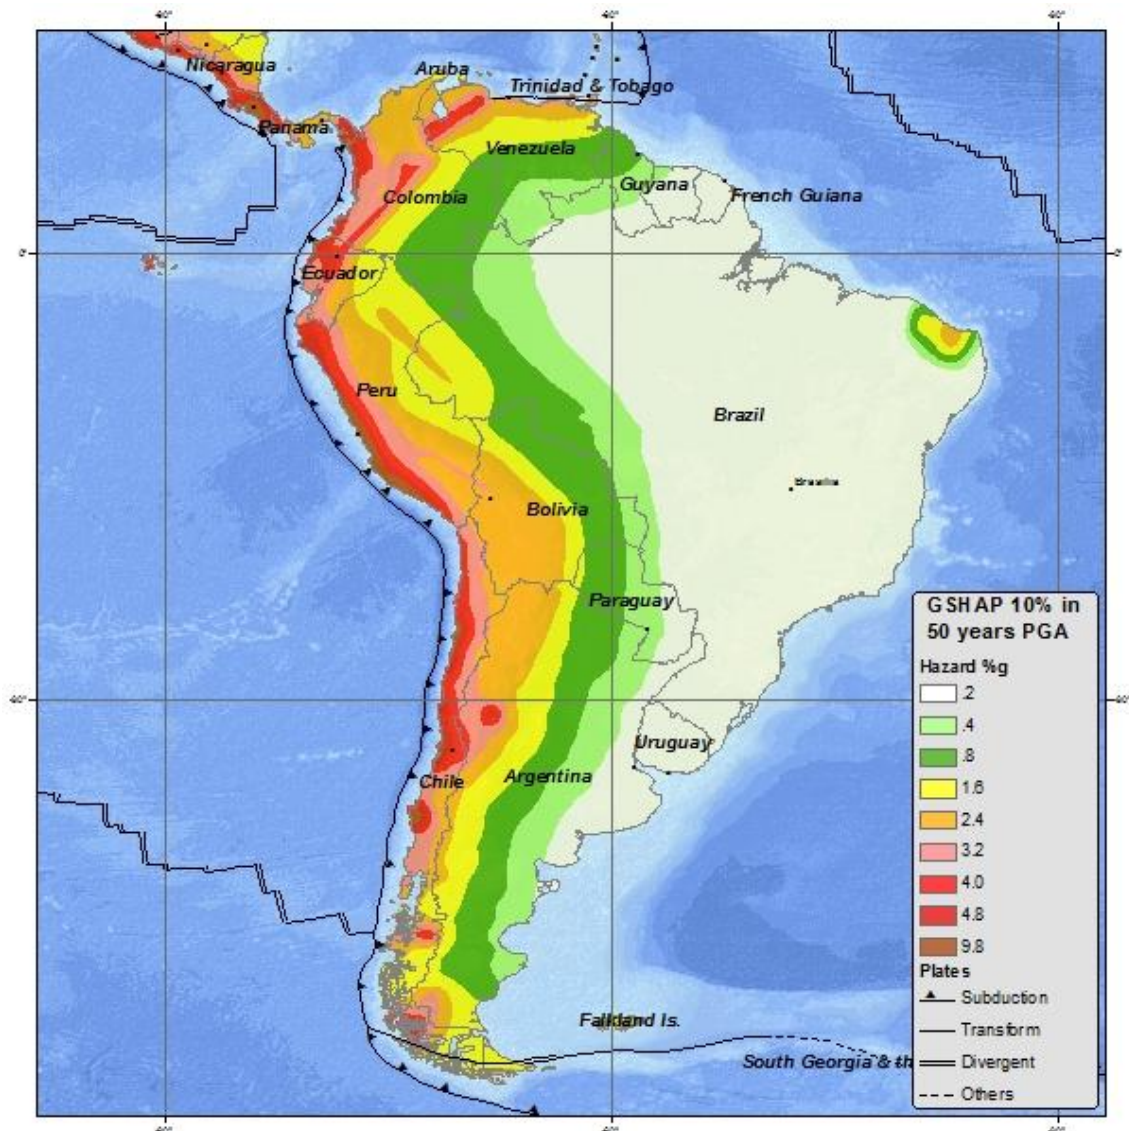 Nicaragua
Aruba
Trinidad & Tobago
Panama
Venezuela
Guyana
Colombia
French Guiana
0°
Ecuador
Peru
Brazil
Brasilia
Bolivia
Paraguay
Uruguay
Argentina
Chile
Falkland Is.
South Georgia & th
GSHAP 10% in
50 years PGA
Hazard %g
.2
.4
.8
1.6
2.4
3.2
4.0
4.8
9.8
Plates
Subduction
Transform
Divergent
Others